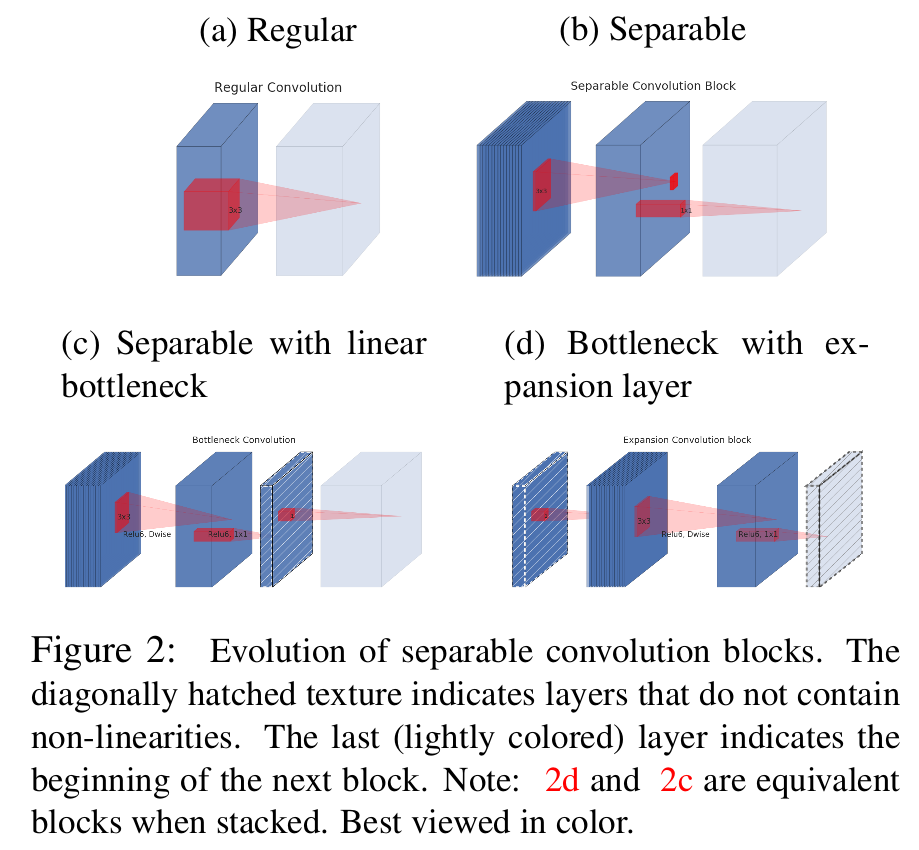 (a) Regular
(b) Separable
Regular Convolution
3x3
Separable Convolution Block
3x3
1x1
(c) Separable with linear
bottleneck
(d) Bottleneck with ex-
pansion layer
Bottleneck Convolution
3x3
Relu6, Dwise
Relu6, 1x1
Expansion Convolution block
3x3
Relu6, Dwise
Relu6, 1x1
Figure 2: Evolution of separable convolution blocks. The
diagonally hatched texture indicates layers that do not contain
non-linearities. The last (lightly colored) layer indicates the
beginning of the next block. Note: 2d and 2c are equivalent
blocks when stacked. Best viewed in color.